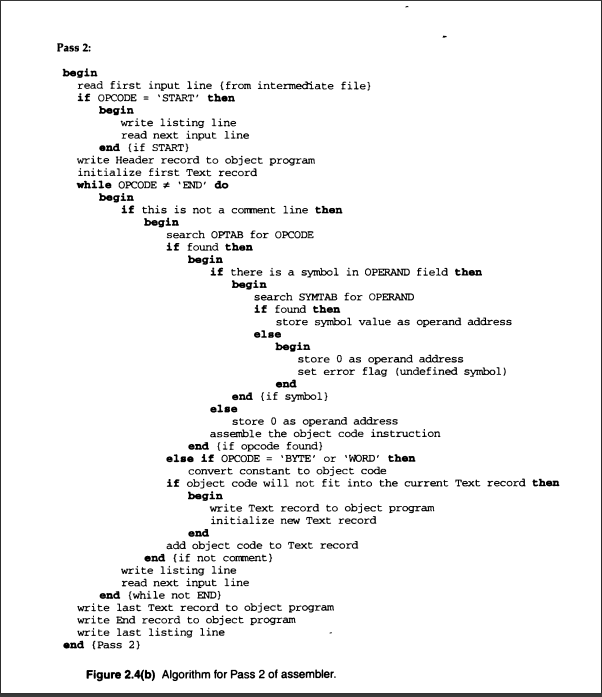 Pass 2:
begin
read first input line {from intermediate file}
if OPCODE = 'START' then
begin
write listing line
read next input line
end {if START}
write Header record to object program
initialize first Text record
while OPCODE ≠ 'END' do
begin
if this is not a comment line then
begin
search OPTAB for OPCODE
if found then
begin
if there is a symbol in OPERAND field then
begin
search SYMTAB for OPERAND
if found then
store symbol value as operand address
else
begin
store 0 as operand address
set error flag (undefined symbol)
end
end {if symbol}
else
store 0 as operand address
assemble the object code instruction
end {if opcode found}
else if OPCODE = 'BYTE' or 'WORD' then
convert constant to object code
if object code will not fit into the current Text record then
begin
write Text record to object program
initialize new Text record
end
add object code to Text record
end {if not comment}
write listing line
read next input line
end {while not END}
write last Text record to object program
write End record to object program
write last listing line
end {Pass 2}
Figure 2.4(b) Algorithm for Pass 2 of assembler.